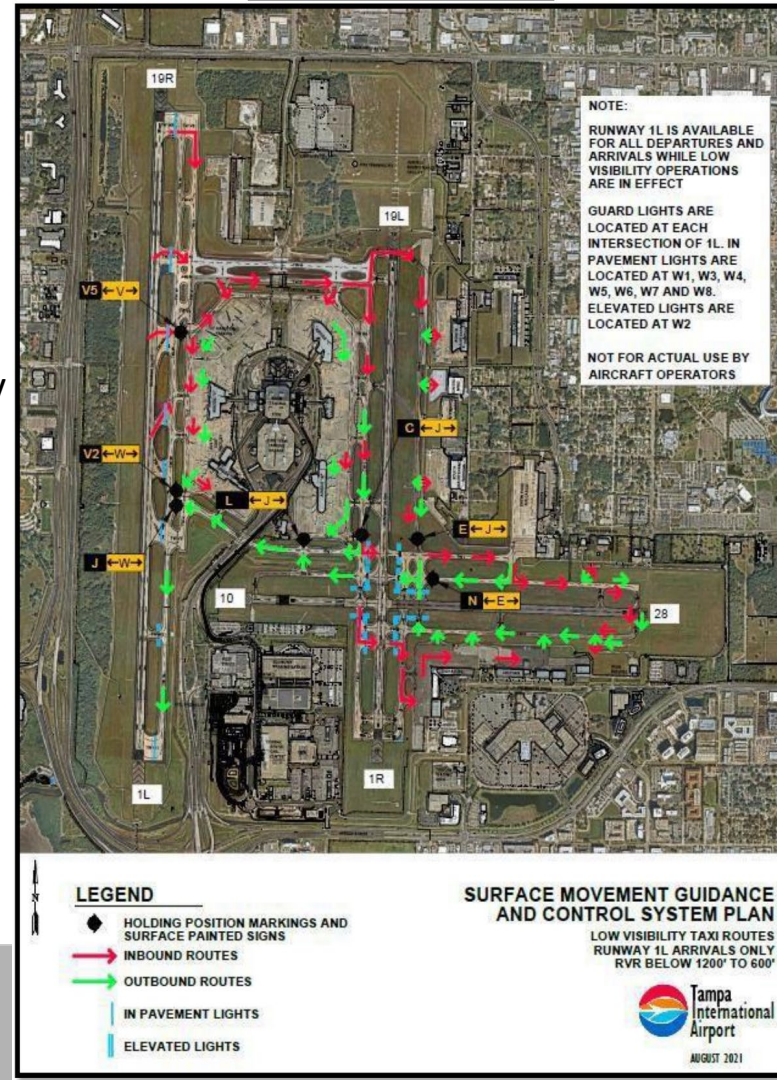 19R
19L
NOTE:
RUNWAY 1L IS AVAILABLE
FOR ALL DEPARTURES AND
ARRIVALS WHILE LOW
VISIBILITY OPERATIONS
ARE IN EFFECT
GUARD LIGHTS ARE
LOCATED AT EACH
INTERSECTION OF 1L. IN
PAVEMENT LIGHTS ARE
LOCATED AT W1, W3, W4,
W5, W6, W7 AND W8.
ELEVATED LIGHTS ARE
LOCATED AT W2
NOT FOR ACTUAL USE BY
AIRCRAFT OPERATORS
V5 ←V→
y
C ←J→
V2 ←W→
L ←J→
E ←J→
J ←W→
10
N ←E→
28
1L
1R
N
LEGEND
HOLDING POSITION MARKINGS AND
SURFACE PAINTED SIGNS
INBOUND ROUTES
OUTBOUND ROUTES
IN PAVEMENT LIGHTS
ELEVATED LIGHTS
SURFACE MOVEMENT GUIDANCE
AND CONTROL SYSTEM PLAN
LOW VISIBILITY TAXI ROUTES
RUNWAY 1L ARRIVALS ONLY
RVR BELOW 1200' TO 600'
Tampa
International
Airport
AUGUST 2021